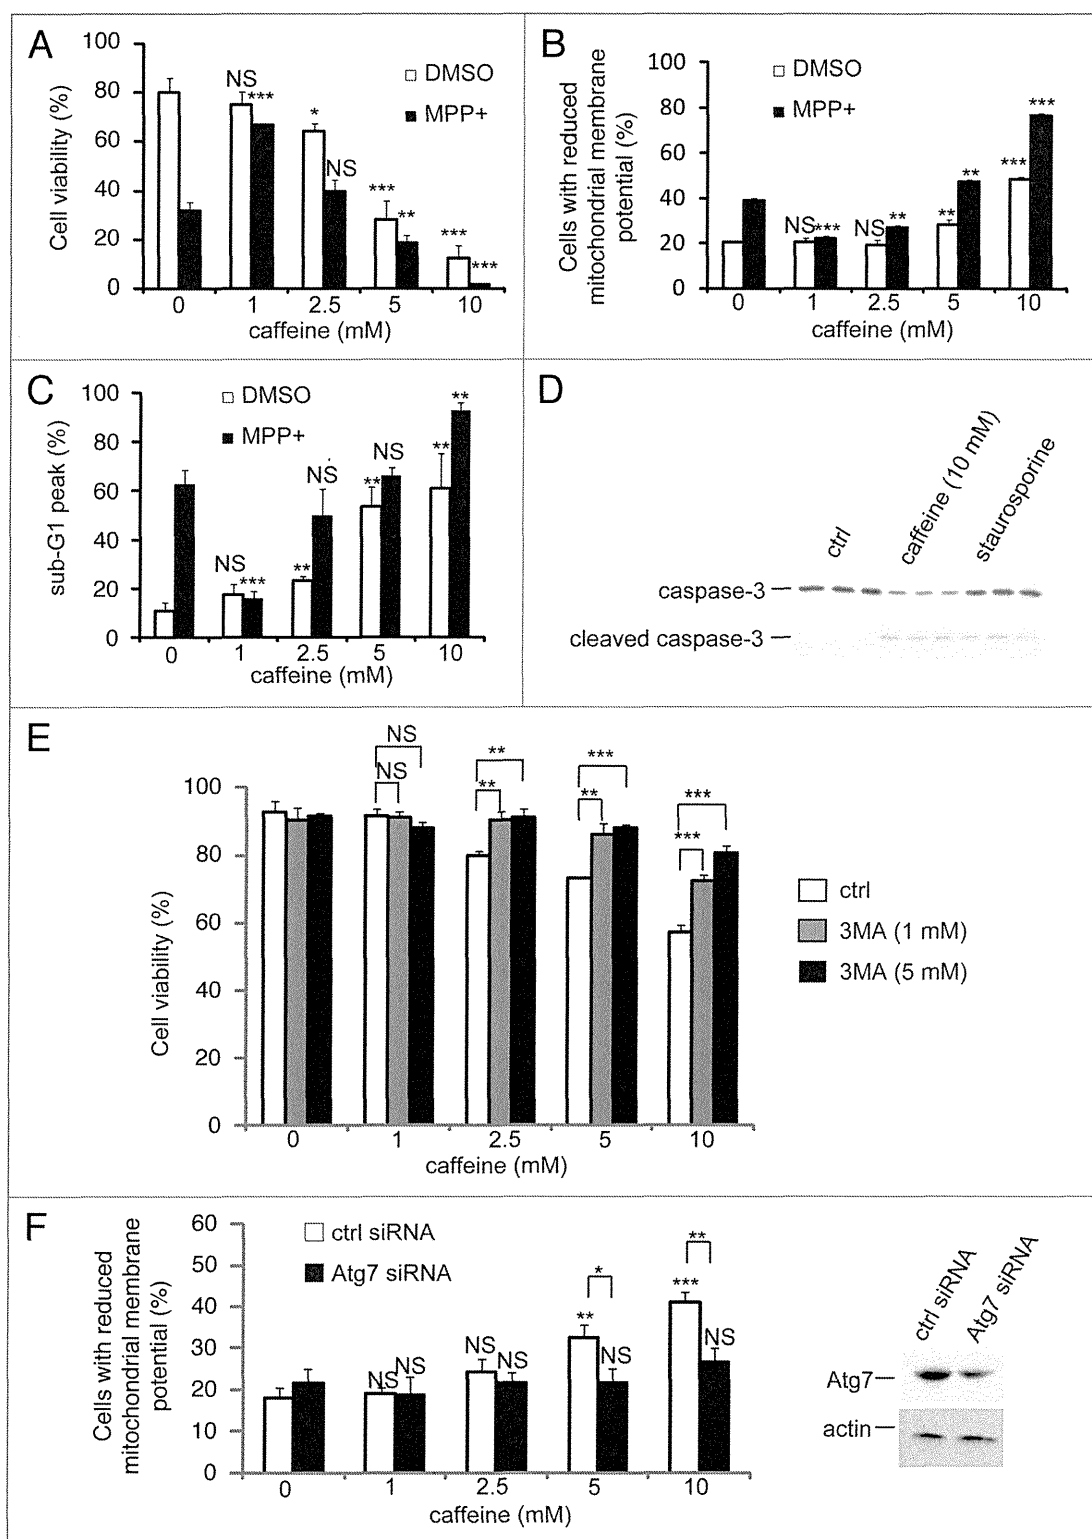 A
100
80
60
40
20
0
Cell viability (%)
DMSO
MPP+
NS
***
*
NS
***
**
***
***
0 1 2.5 5 10
caffeine (mM)
B
Cells with reduced
mitochondrial membrane
potential (%)
100
80
60
40
20
0
DMSO
MPP+
NS
***
NS
**
**
**
***
***
0 1 2.5 5 10
caffeine (mM)
C
100
80
60
40
20
0
sub-G1 peak (%)
DMSO
MPP+
NS
***
**
NS
**
NS
**
**
0 1 2.5 5 10
caffeine (mM)
D
ctrl
caffeine (10 mM)
staurosporine
caspase-3
cleaved caspase-3
E
100
80
60
40
20
0
Cell viability (%)
NS
NS
**
**
***
**
***
***
ctrl
3MA (1 mM)
3MA (5 mM)
0 1 2.5 5 10
caffeine (mM)
F
Cells with reduced
mitochondrial membrane
potential (%)
60
50
40
30
20
10
0
ctrl siRNA
Atg7 siRNA
NS
NS
NS
NS
**
*
NS
***
**
NS
0 1 2.5 5 10
caffeine (mM)
ctrl siRNA
Atg7 siRNA
Atg7
actin